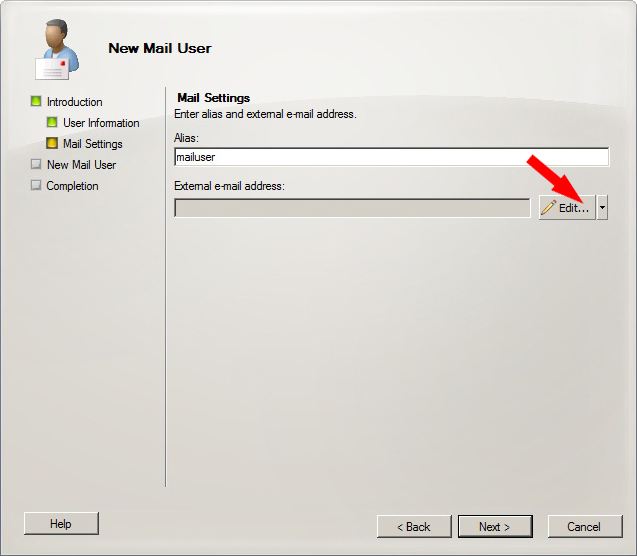 New Mail User
Introduction
User Information
Mail Settings
New Mail User
Completion
Mail Settings
Enter alias and external e-mail address.
Alias:
mailuser
External e-mail address:
Edit...
Help
< Back
Next >
Cancel